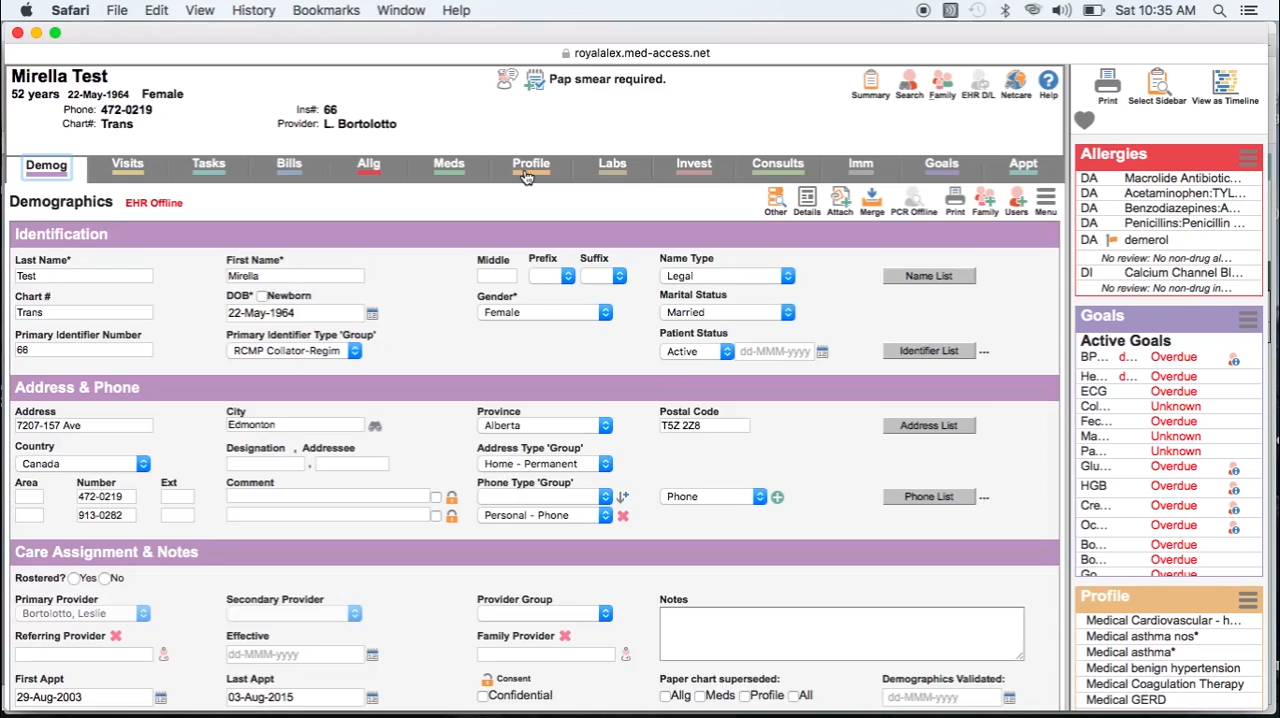 Safari File Edit View History Bookmarks Window Help Sat 10:35 AM
royalalex.med-access.net
Mirella Test
52 years 22-May-1964 Female
Phone: 472-0219 Ins#: 66
Chart#: Trans Provider: L. Bortolotto
Pap smear required.
Summary Search Family EHR D/L Netcare Help
Print Select Sidebar View as Timeline
Demog Visits Tasks Bills Allg Meds Profile Labs Invest Consults Imm Goals Appt
Demographics EHR Offline
Other Details Attach Merge PCR Offline Print Family Users Menu
Identification
Last Name* First Name* Middle Prefix Suffix Name Type
Test Mirella Legal Name List
Chart # DOB* Newborn Gender* Marital Status
Trans 22-May-1964 Female Married
Primary Identifier Number Primary Identifier Type 'Group' Patient Status
66 RCMP Collator-Regim Active dd-MMM-yyyy Identifier List ---
Address & Phone
Address City Province Postal Code
7207-157 Ave Edmonton Alberta T5Z 2Z8 Address List
Country Designation , Addressee Address Type 'Group'
Canada , Home - Permanent
Area Number Ext Comment Phone Type 'Group'
472-0219 Phone Phone List ---
913-0282 Personal - Phone
Care Assignment & Notes
Rostered? Yes No
Primary Provider Secondary Provider Provider Group Notes
Bortolotto, Leslie
Referring Provider Effective Family Provider
dd-MMM-yyyy
First Appt Last Appt Consent Paper chart superseded: Demographics Validated:
29-Aug-2003 03-Aug-2015 Confidential Allg Meds Profile All dd-MMM-yyyy
Allergies
DA Macrolide Antibiotic...
DA Acetaminophen:TYL...
DA Benzodiazepines:A...
DA Penicillins:Penicillin ...
DA demerol
No review: No non-drug al...
DI Calcium Channel Bl...
No review: No non-drug in...
Goals
Active Goals
BP... d... Overdue
He... d... Overdue
ECG Overdue
Col... Unknown
Fec... Overdue
Ma... Unknown
Pa... Unknown
Glu... Overdue
HGB Overdue
Cre... Overdue
Oc... Overdue
Bo... Overdue
Bo... Overdue
Go Overdue
Profile
Medical Cardiovascular - h...
Medical asthma nos*
Medical asthma*
Medical benign hypertension
Medical Coagulation Therapy
Medical GERD